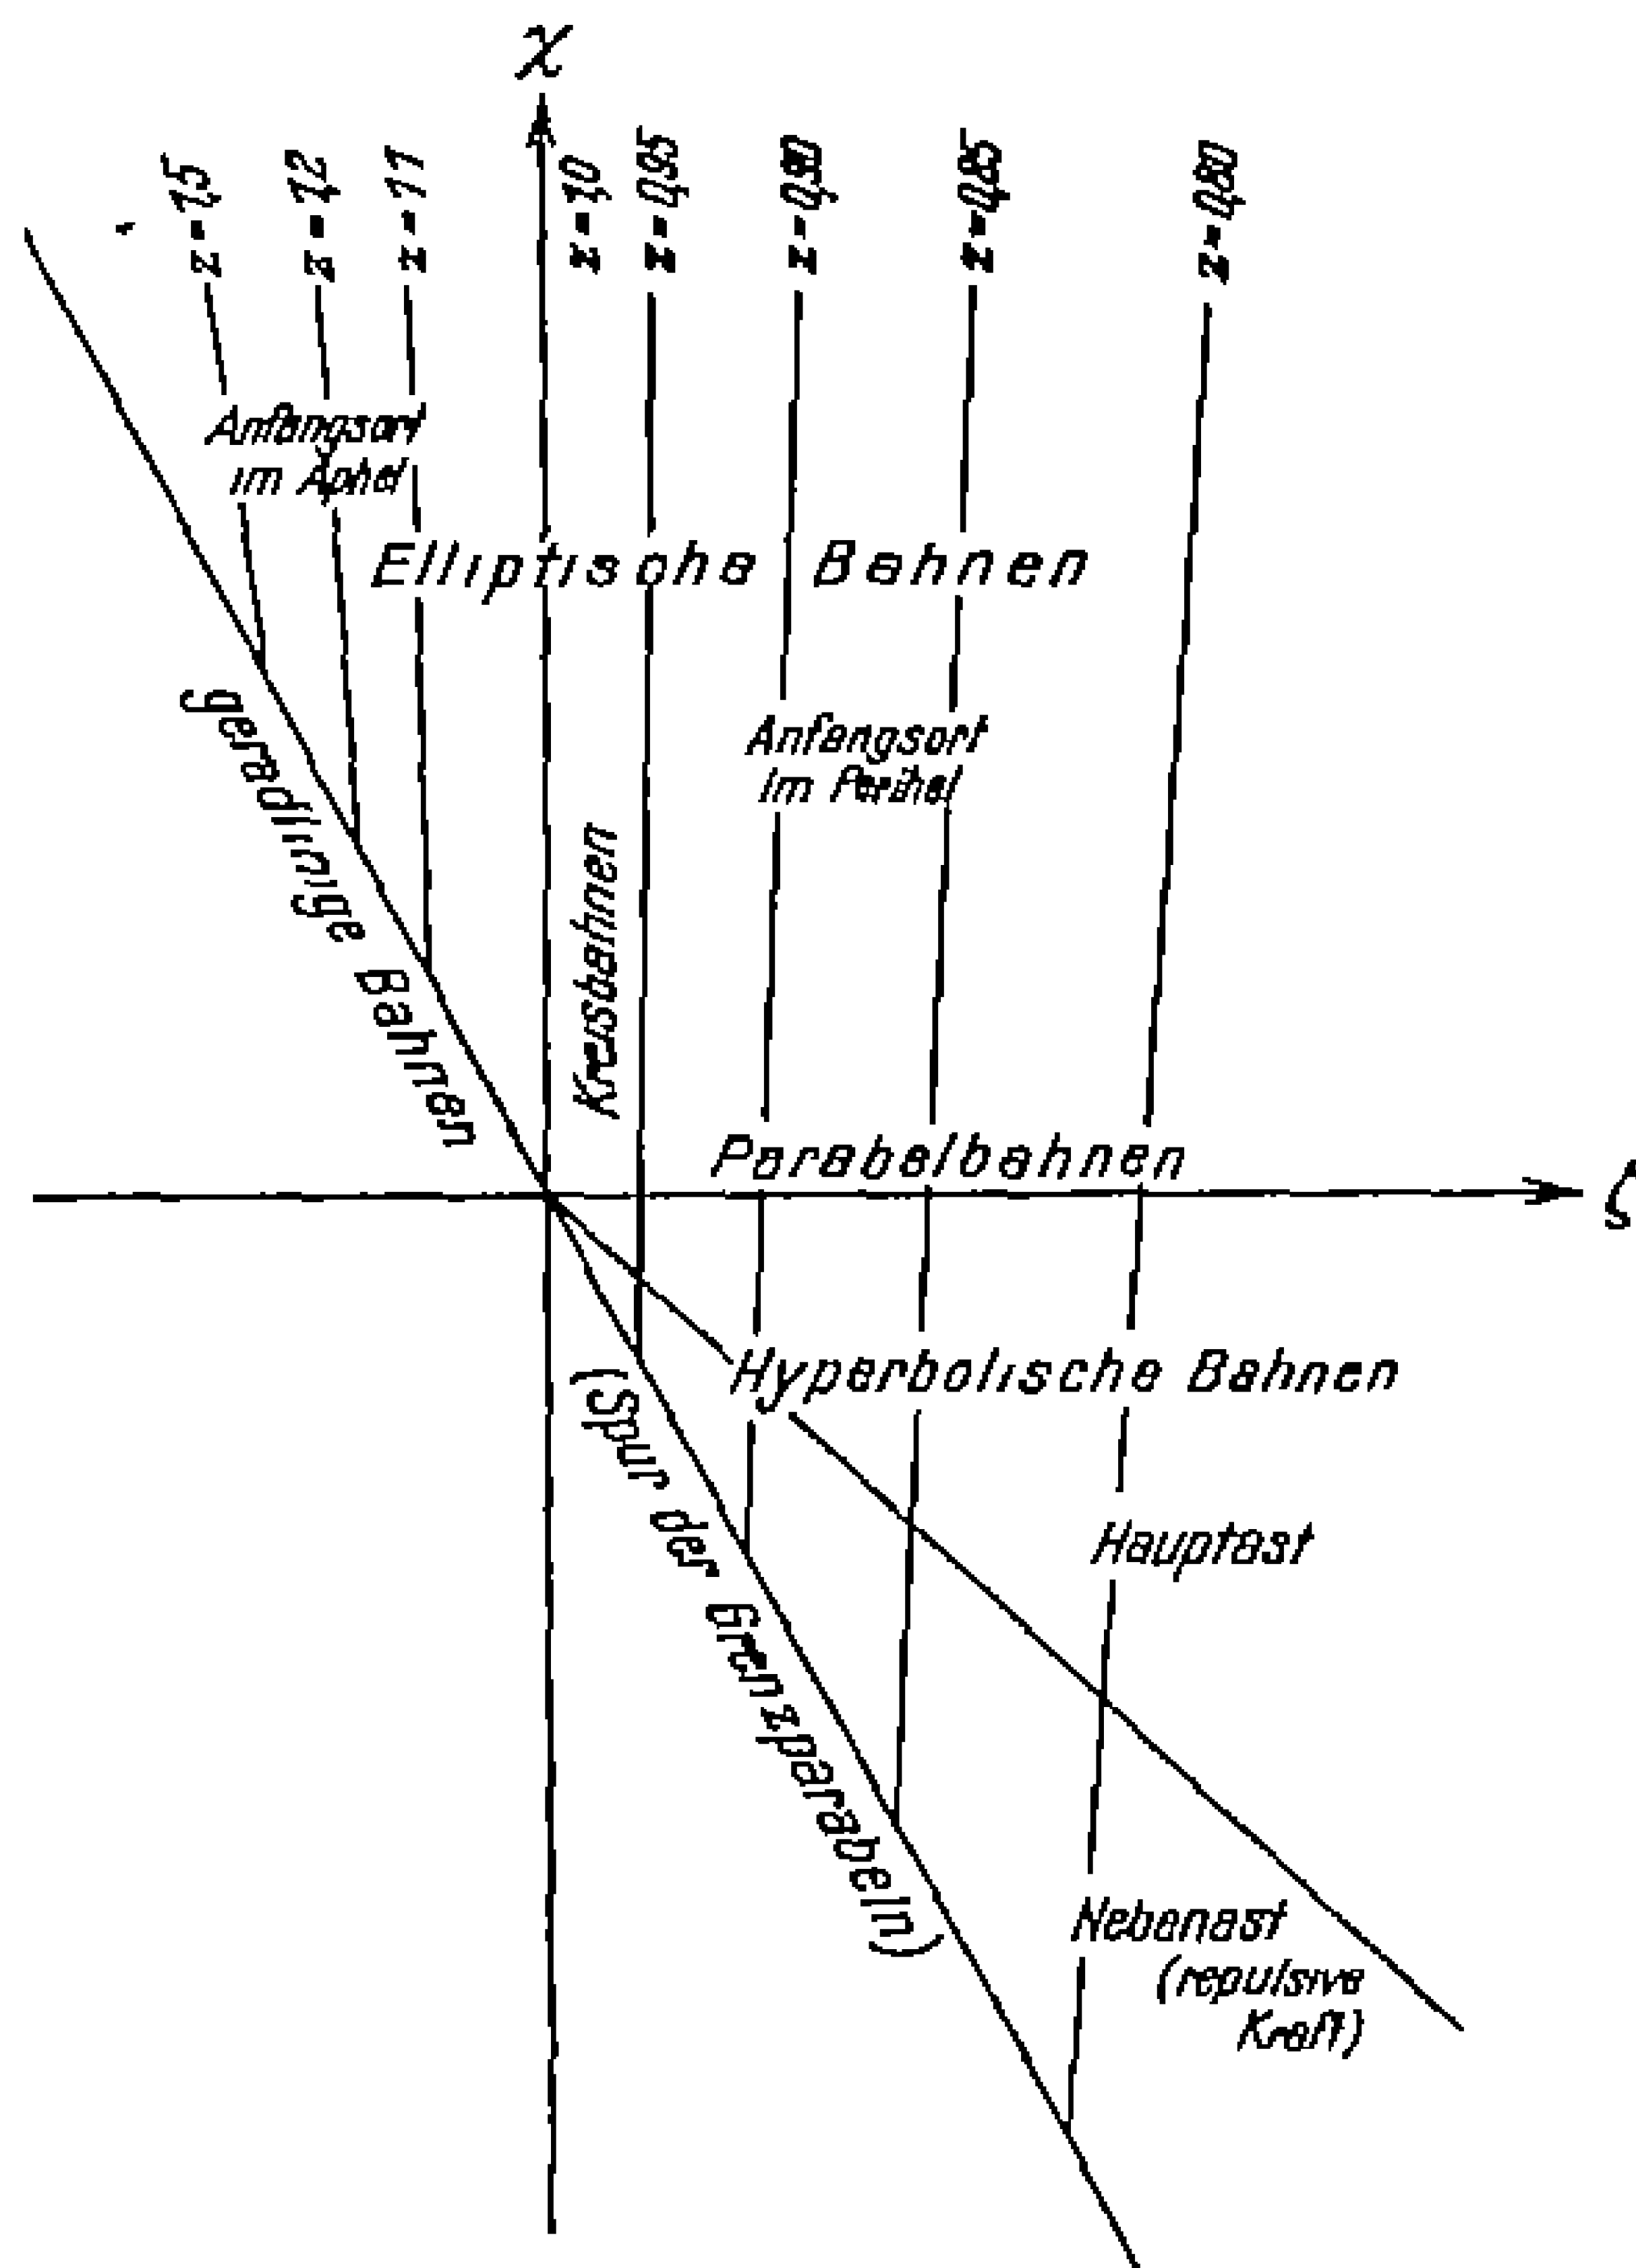 χ
z=1,5
z=1,2
z=1,1
z=1,0
z=0,95
z=0,90
z=0,85
z=0,80
Anfangsort
im Aphel
Elliptische Bahnen
Anfangsort
im Perihel
geradlinige Bahnen
Kreisbahnen
Parabelbahnen
ζ
Hyperbolische Bahnen
(Spur der Grenzparabeln)
Hauptast
Nebenast
(repulsive
Kraft)